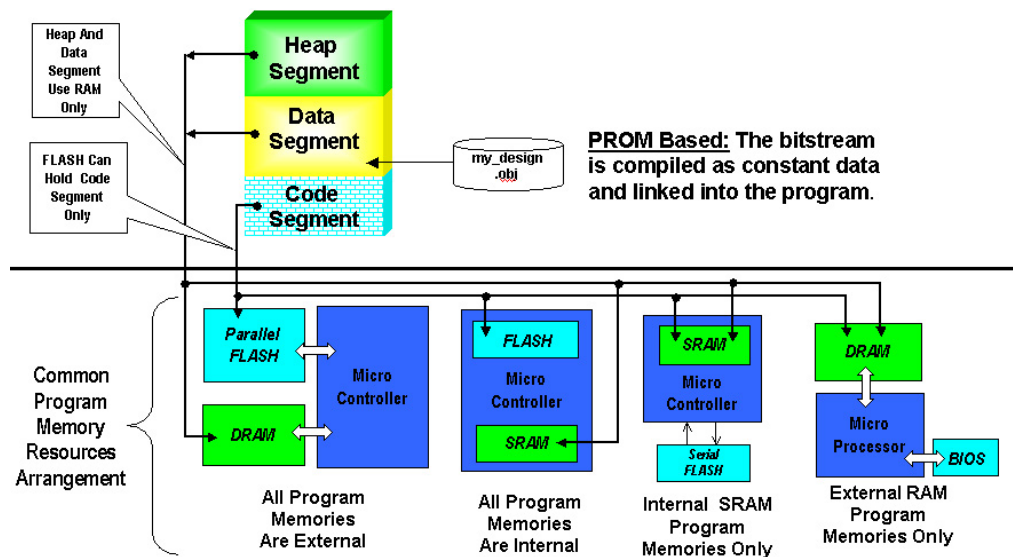 Heap And
Data
Segment
Use RAM
Only
Heap
Segment
Data
Segment
Code
Segment
FLASH Can
Hold Code
Segment
Only
my_design
.obj
PROM Based: The bitstream
is compiled as constant data
and linked into the program.
Common
Program
Memory
Resources
Arrangement
Parallel
FLASH
DRAM
Micro
Controller
All Program
Memories
Are External
FLASH
Micro
Controller
SRAM
All Program
Memories
Are Internal
SRAM
Micro
Controller
Serial
FLASH
Internal SRAM
Program
Memories Only
DRAM
Micro
Processor
BIOS
External RAM
Program
Memories Only